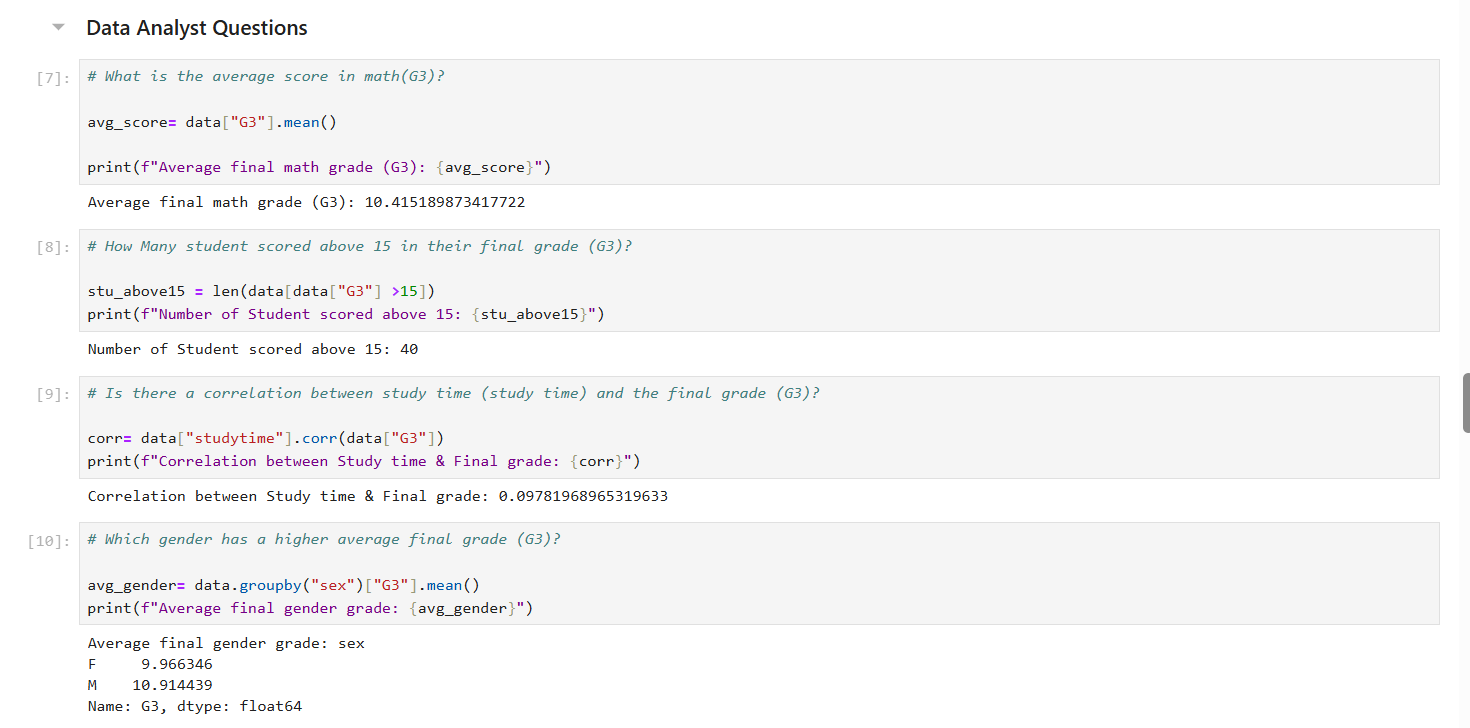 Data Analyst Questions
[7]:
# What is the average score in math(G3)?
avg_score= data["G3"].mean()
print(f"Average final math grade (G3): {avg_score}")
Average final math grade (G3): 10.415189873417722
[8]:
# How Many student scored above 15 in their final grade (G3)?
stu_above15 = len(data[data["G3"] >15])
print(f"Number of Student scored above 15: {stu_above15}")
Number of Student scored above 15: 40
[9]:
# Is there a correlation between study time (study time) and the final grade (G3)?
corr= data["studytime"].corr(data["G3"])
print(f"Correlation between Study time & Final grade: {corr}")
Correlation between Study time & Final grade: 0.09781968965319633
[10]:
# Which gender has a higher average final grade (G3)?
avg_gender= data.groupby("sex")["G3"].mean()
print(f"Average final gender grade: {avg_gender}")
Average final gender grade: sex
F     9.966346
M    10.914439
Name: G3, dtype: float64